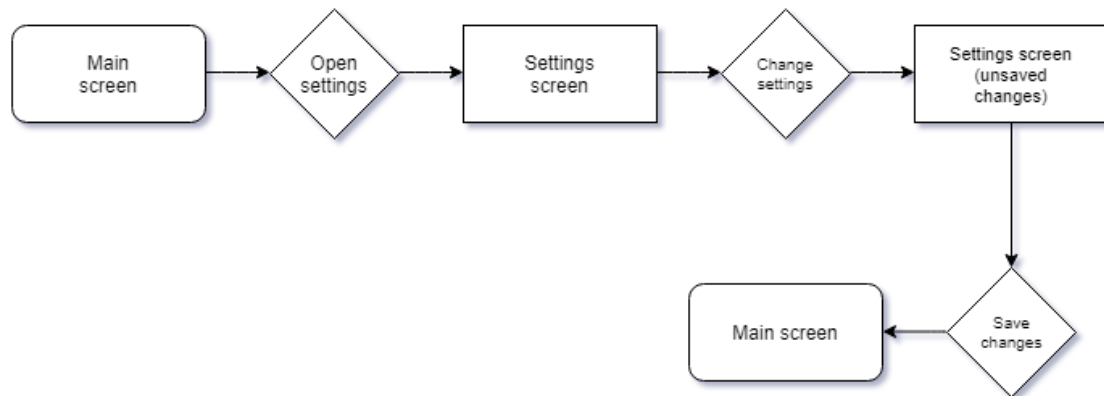 Main
screen
Open
settings
Settings
screen
Change
settings
Settings screen
(unsaved
changes)
Main screen
Save
changes